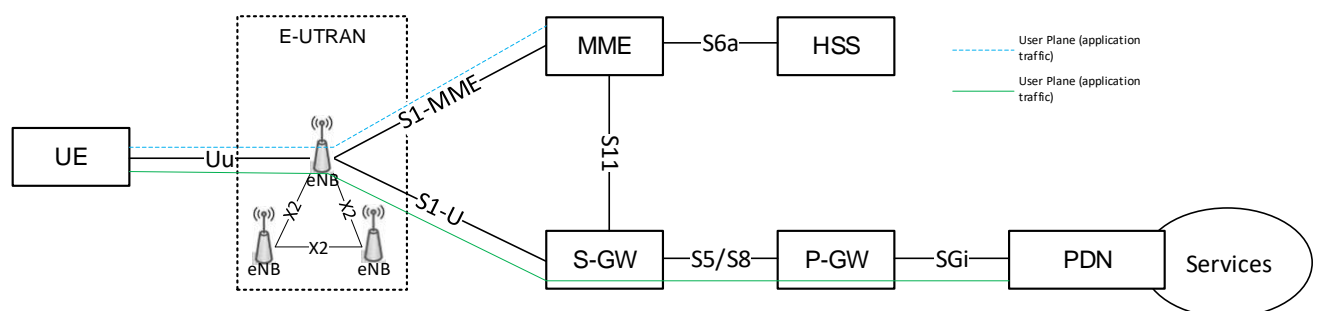 E-UTRAN
MME
S6a
HSS
User Plane (application
traffic)
User Plane (application
traffic)
S1-MME
UE
Uu
eNB
S11
X2
X2
X2
eNB
eNB
S1-U
S-GW
S5/S8
P-GW
SGi
PDN
Services